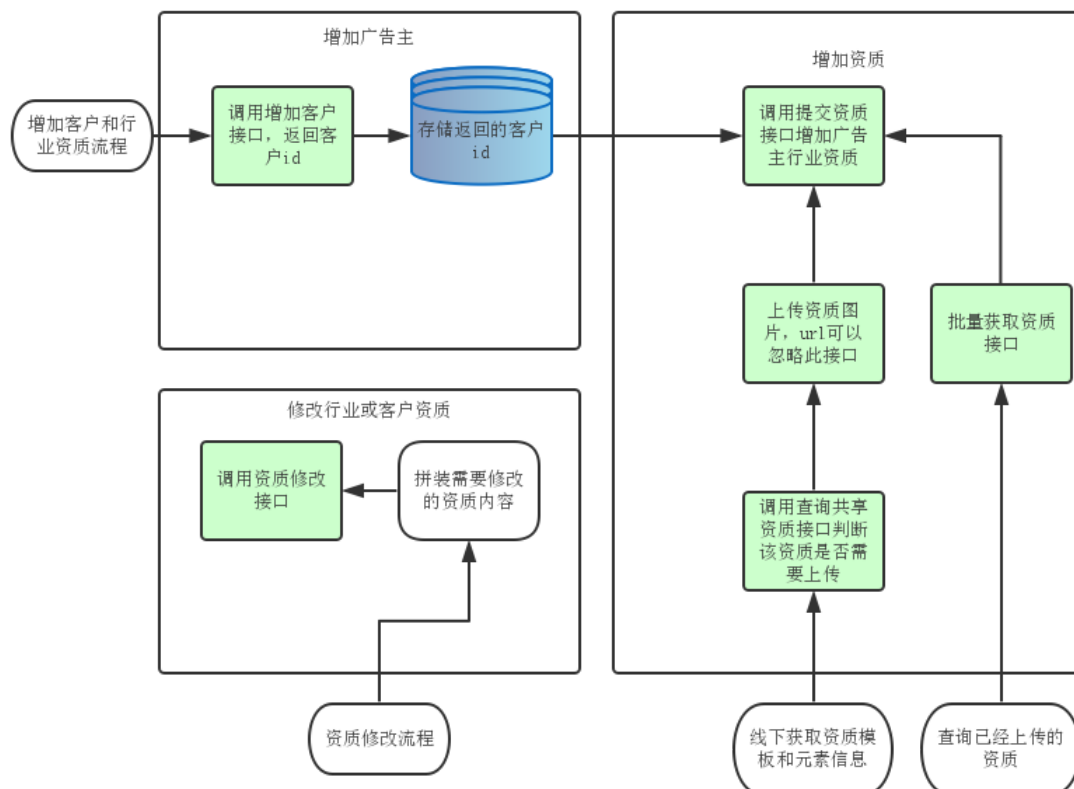 增加广告主
增加资质
增加客户和行
业资质流程
调用增加客户
接口，返回客
户id
存储返回的客户
id
调用提交资质
接口增加广告
主行业资质
上传资质图
片，url可以
忽略此接口
批量获取资质
接口
修改行业或客户资质
调用资质修改
接口
拼装需要修改
的资质内容
调用查询共享
资质接口判断
该资质是否需
要上传
资质修改流程
线下获取资质模
板和元素信息
查询已经上传的
资质